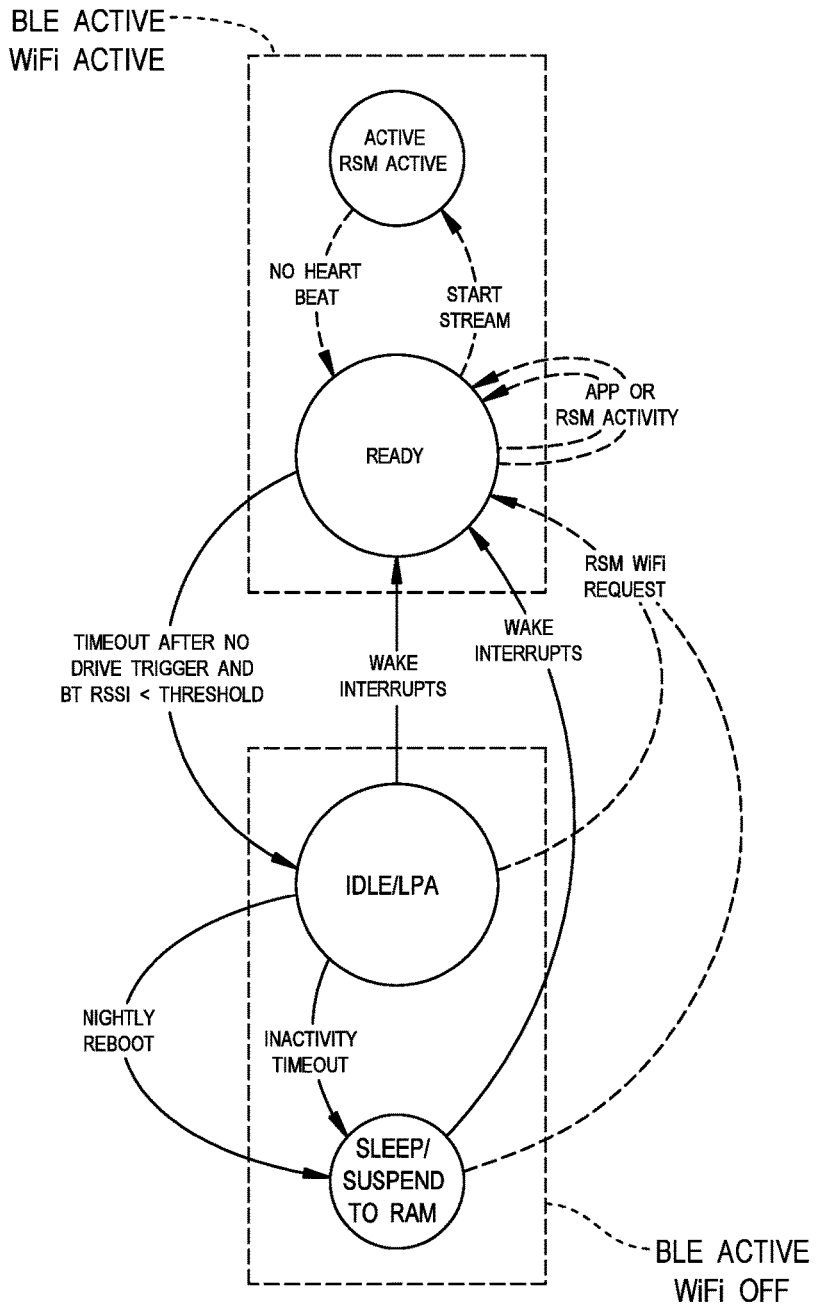 BLE ACTIVE
WiFi ACTIVE
ACTIVE
RSM ACTIVE
NO HEART
BEAT
START
STREAM
APP OR
RSM ACTIVITY
READY
RSM WiFi
REQUEST
TIMEOUT AFTER NO
DRIVE TRIGGER AND
BT RSSI < THRESHOLD
WAKE
INTERRUPTS
WAKE
INTERRUPTS
IDLE/LPA
NIGHTLY
REBOOT
INACTIVITY
TIMEOUT
SLEEP/
SUSPEND
TO RAM
BLE ACTIVE
WiFi OFF